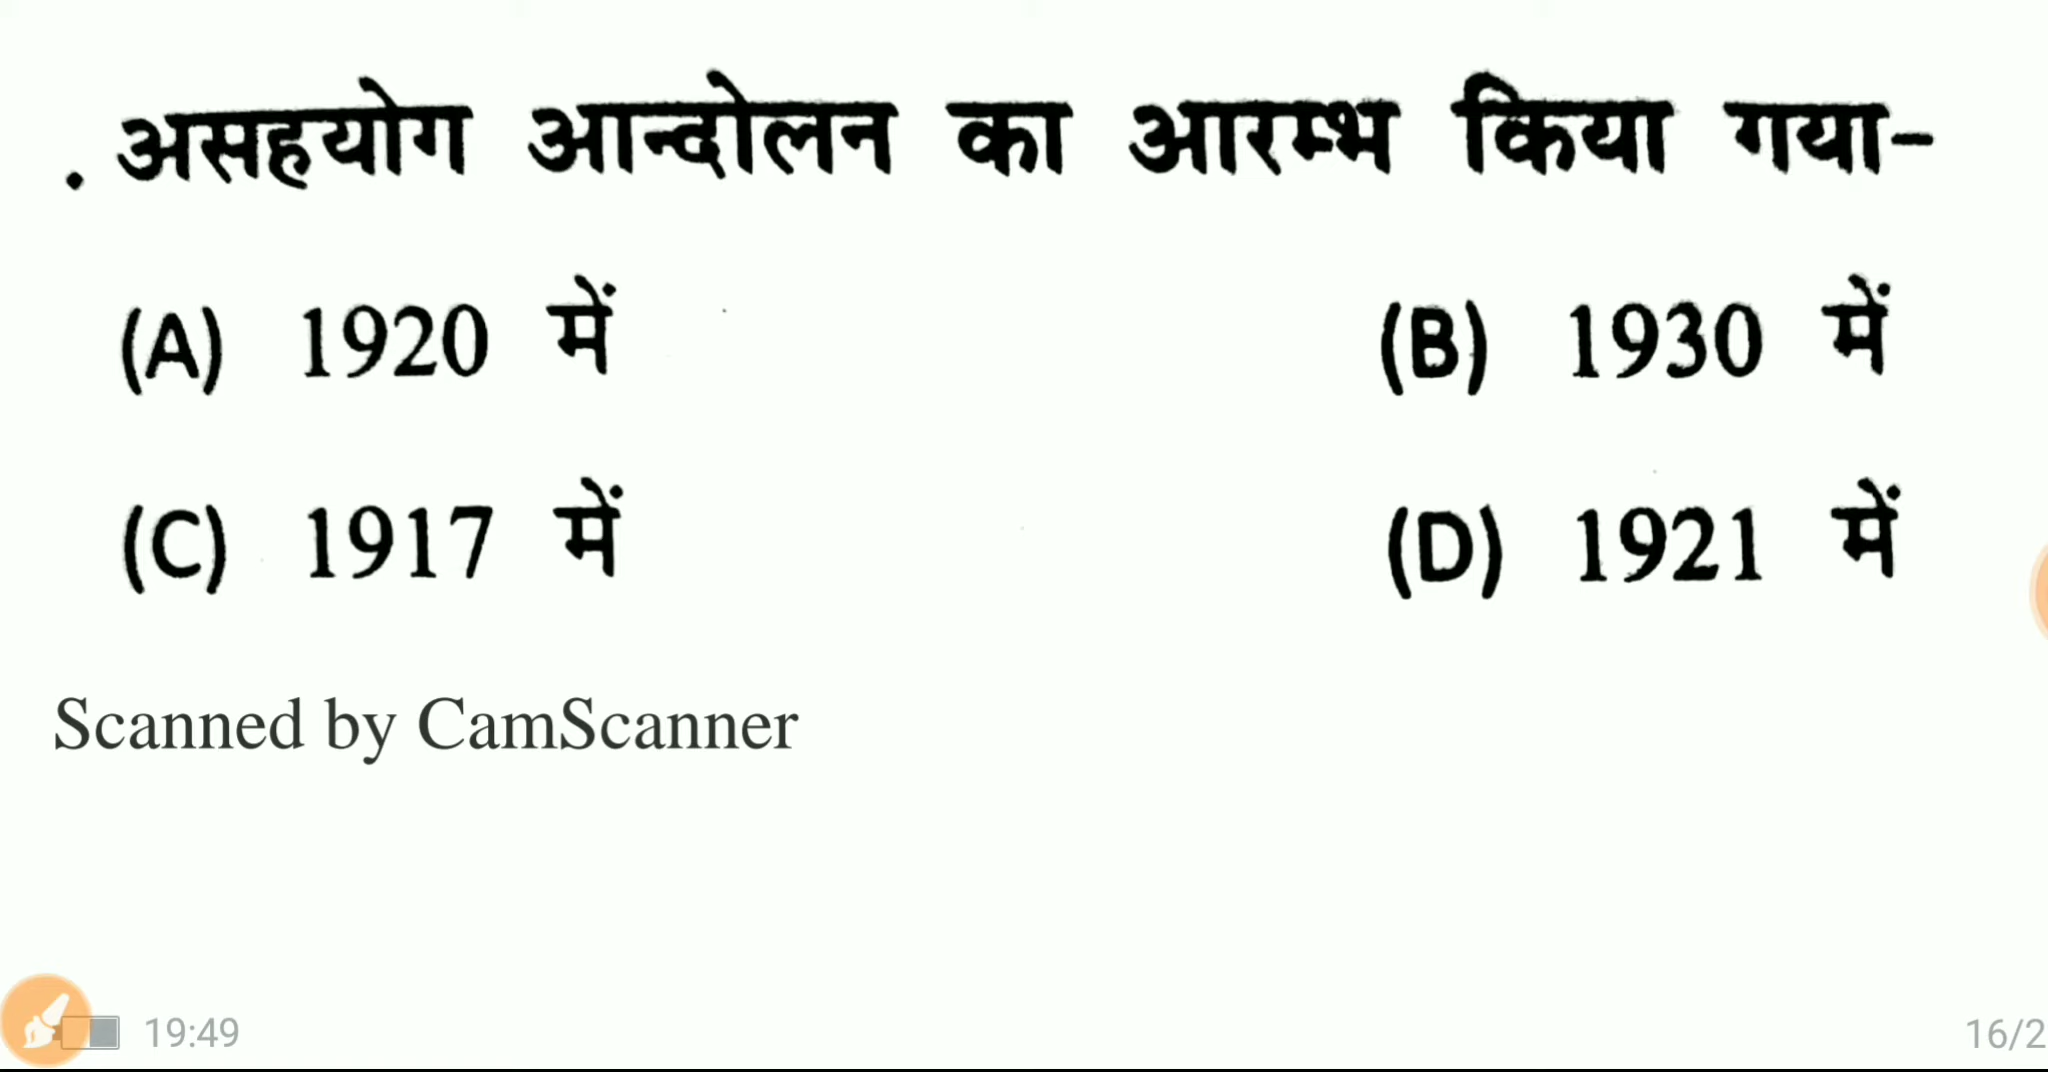 . असहयोग आन्दोलन का आरम्भ किया गया-
(A) 1920 में (B) 1930 में
(C) 1917 में (D) 1921 में
Scanned by CamScanner
19:49 16/2